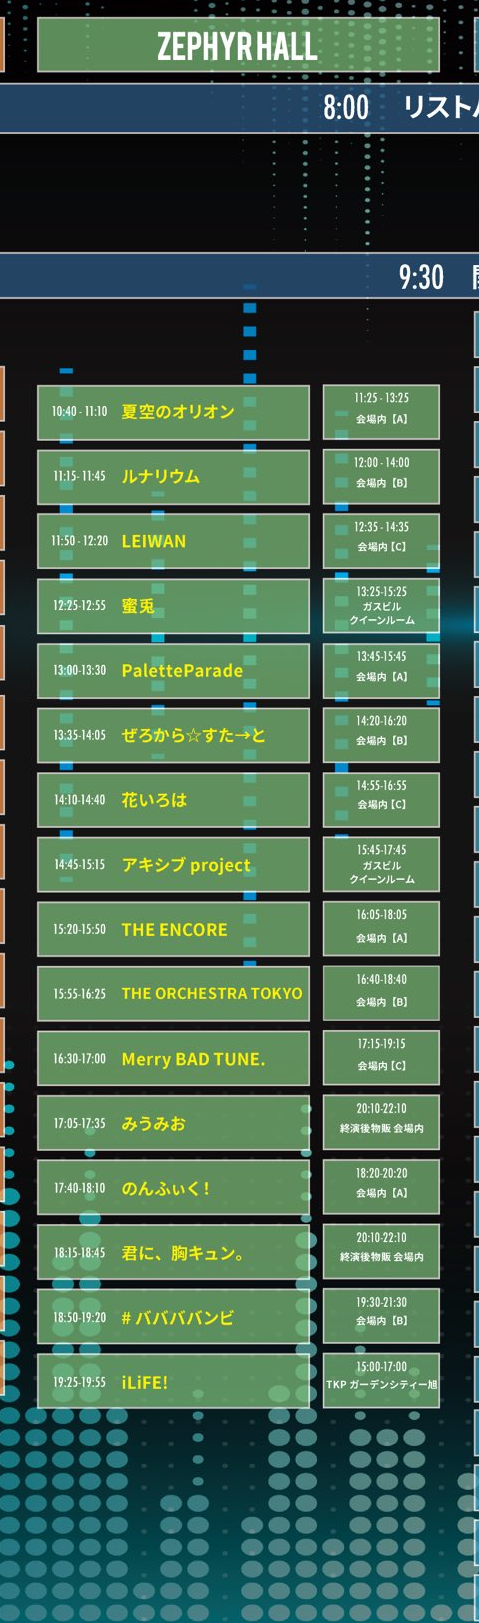 ZEPHYR HALL
8:00 リスト
9:30
10:40 - 11:10 夏空のオリオン
11:25 - 13:25
会場内【A】
11:15- 11:45 ルナリウム
12:00 - 14:00
会場内【B】
11:50 - 12:20 LEIWAN
12:35 - 14:35
会場内【C】
12:25-12:55 蜜兎
13:25-15:25
ガスビル
クイーンルーム
13:00-13:30 PaletteParade
13:45-15:45
会場内【A】
13:35-14:05 ぜろから☆すた→と
14:20-16:20
会場内【B】
14:10-14:40 花いろは
14:55-16:55
会場内【C】
14:45-15:15 アキシブproject
15:45-17:45
ガスビル
クイーンルーム
15:20-15:50 THE ENCORE
16:05-18:05
会場内【A】
15:55-16:25 THE ORCHESTRA TOKYO
16:40-18:40
会場内【B】
16:30-17:00 Merry BAD TUNE.
17:15-19:15
会場内【C】
17:05-17:35 みうみお
20:10-22:10
終演後物販 会場内
17:40-18:10 のんふぃく!
18:20-20:20
会場内【A】
18:15-18:45 君に、胸キュン。
20:10-22:10
終演後物販 会場内
18:50-19:20 #ババババンビ
19:30-21:30
会場内【B】
19:25-19:55 iLiFE!
15:00-17:00
TKP ガーデンシティー旭